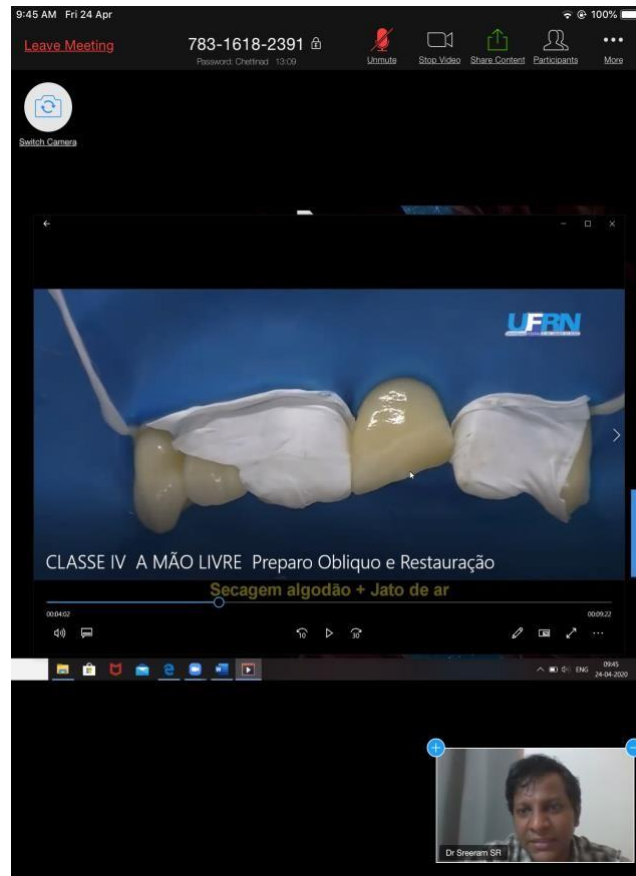 9:45 AM Fri 24 Apr
100%
Leave Meeting
783-1618-2391
Password: Chettinad 13:09
Unmute
Stop Video
Share Content
Participants
More
Switch Camera
UFRN
CLASSE IV A MÃO LIVRE Preparo Obliquo e Restauração
Secagem algodão + Jato de ar
00:04:02
00:09:22
10
30
ENG
09:45
24-04-2020
Dr Sreeram SR